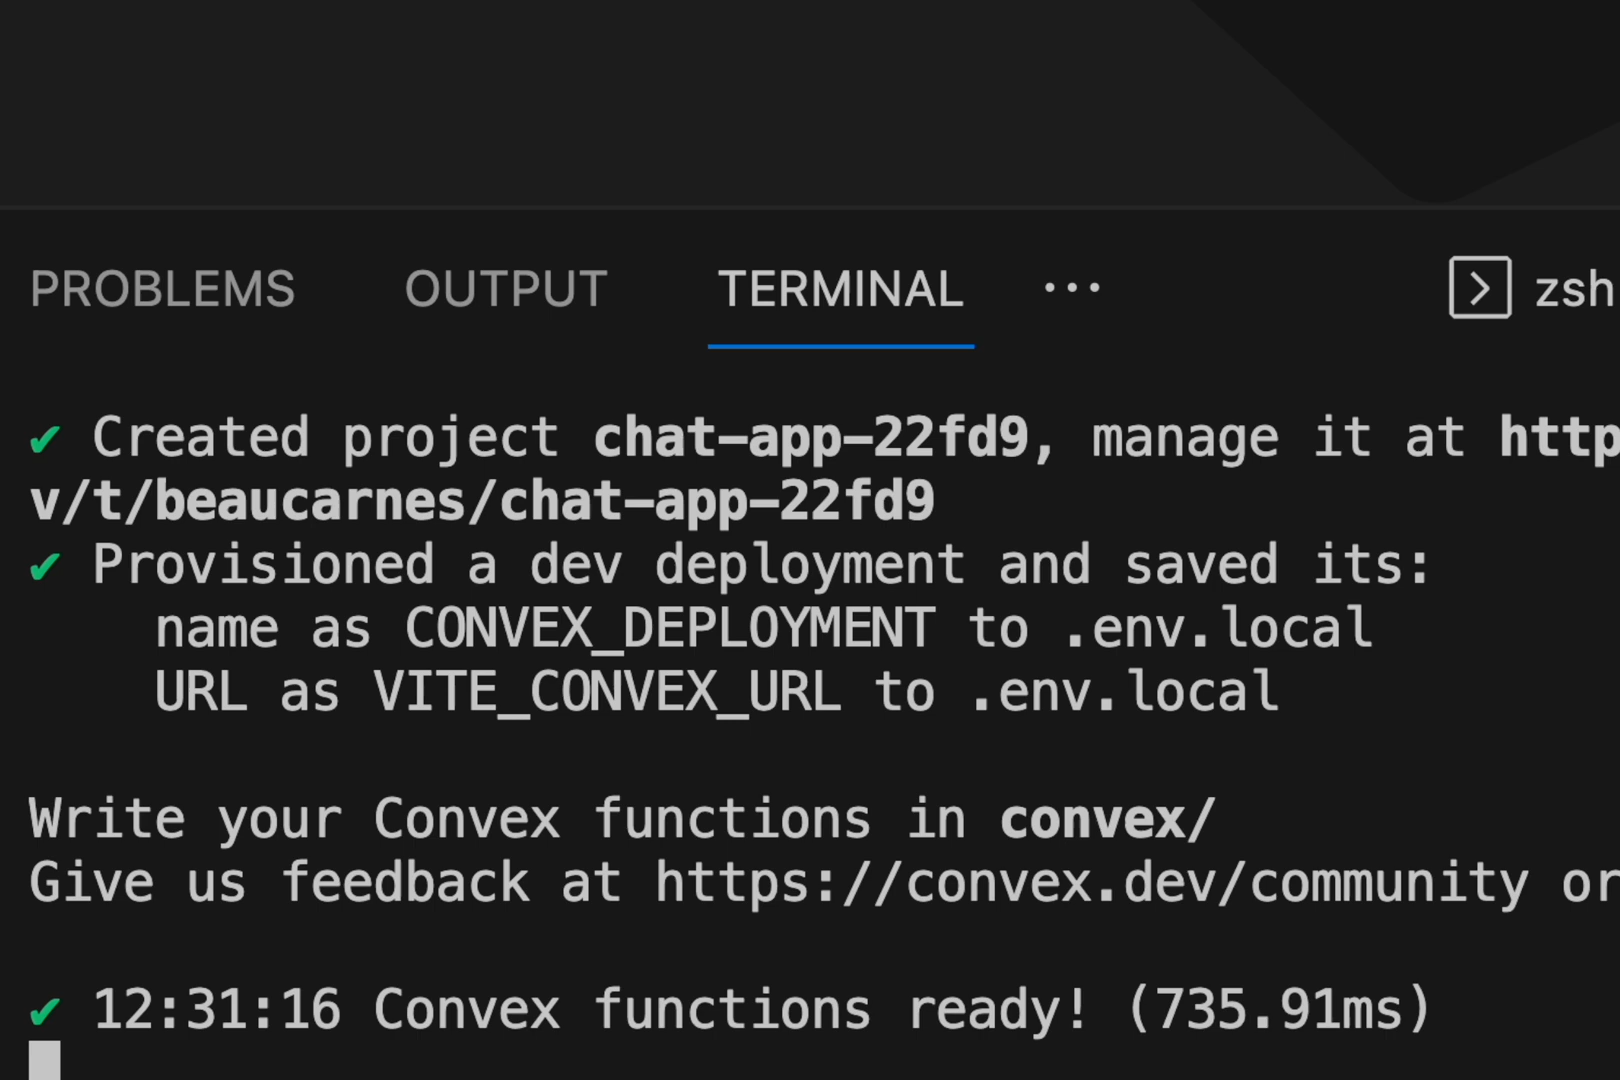 PROBLEMS OUTPUT TERMINAL ... zsh
✔ Created project chat-app-22fd9, manage it at http
v/t/beaucarnes/chat-app-22fd9
✔ Provisioned a dev deployment and saved its:
name as CONVEX_DEPLOYMENT to .env.local
URL as VITE_CONVEX_URL to .env.local
Write your Convex functions in convex/
Give us feedback at https://convex.dev/community or
✔ 12:31:16 Convex functions ready! (735.91ms)